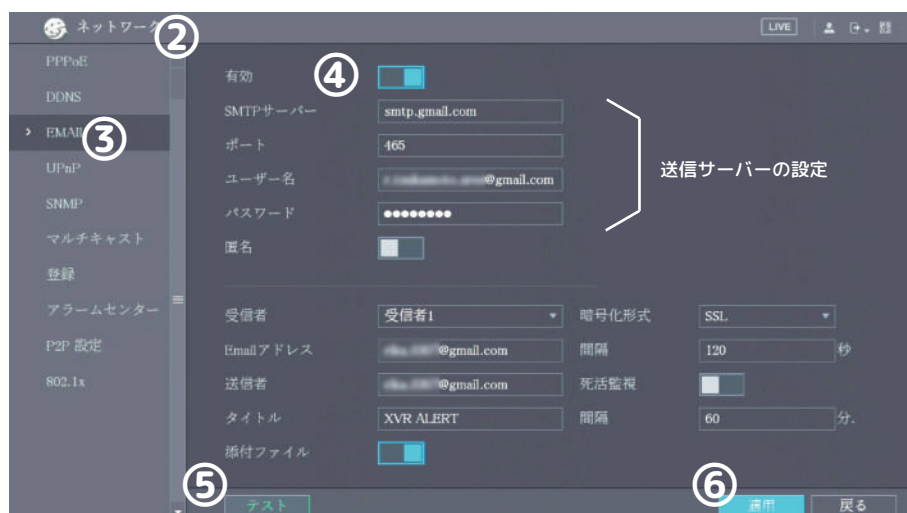 ネットワーク
②
LIVE
PPPoE
DDNS
EMAIL
③
UPnP
SNMP
マルチキャスト
登録
アラームセンター
P2P 設定
802.1x
有効
④
SMTPサーバー
smtp.gmail.com
ポート
465
ユーザー名
@gmail.com
パスワード
●●●●●●●●
匿名
送信サーバーの設定
受信者
受信者1
暗号化形式
SSL
Emailアドレス
@gmail.com
間隔
120
秒
送信者
@gmail.com
死活監視
タイトル
XVR ALERT
間隔
60
分.
添付ファイル
⑤
テスト
⑥
適用
戻る